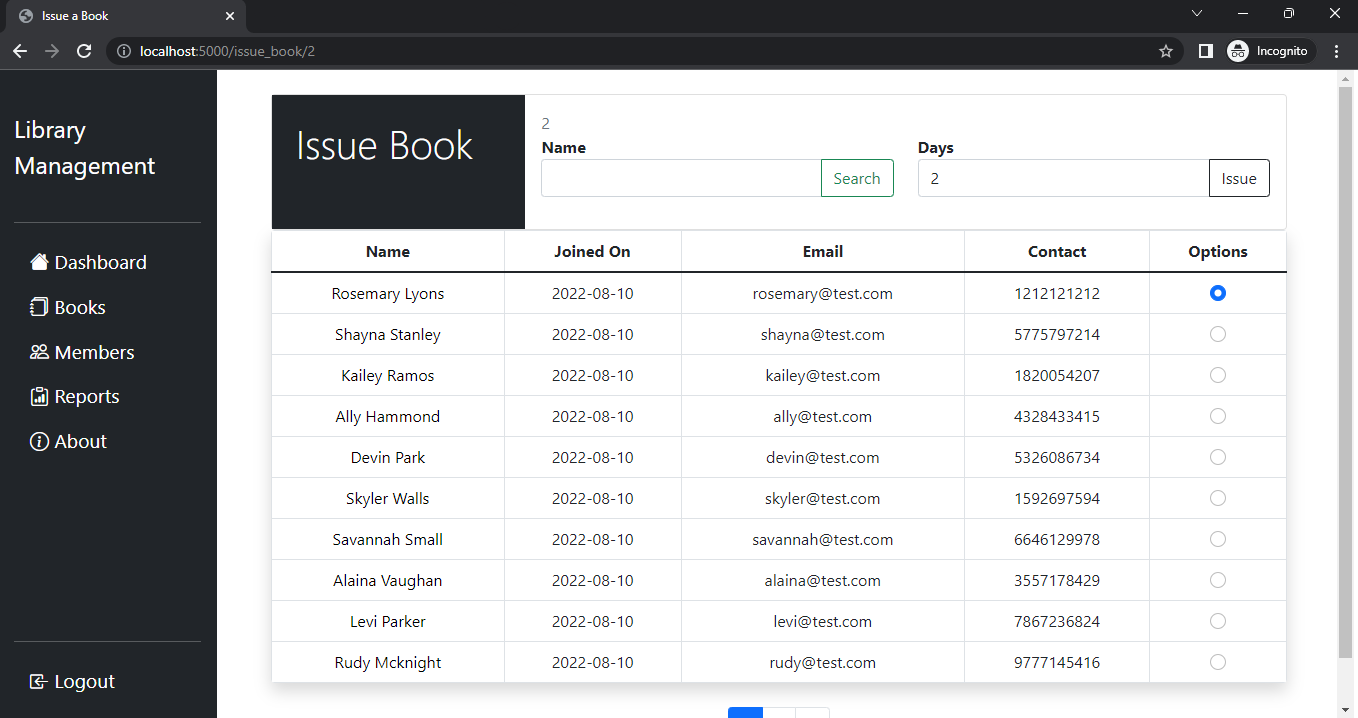 Issue a Book
localhost:5000/issue_book/2
Incognito
Library
Management
Dashboard
Books
Members
Reports
About
Logout
Issue Book
2
Name Days
Search 2 Issue
Name Joined On Email Contact Options
Rosemary Lyons 2022-08-10 rosemary@test.com 1212121212
Shayna Stanley 2022-08-10 shayna@test.com 5775797214
Kailey Ramos 2022-08-10 kailey@test.com 1820054207
Ally Hammond 2022-08-10 ally@test.com 4328433415
Devin Park 2022-08-10 devin@test.com 5326086734
Skyler Walls 2022-08-10 skyler@test.com 1592697594
Savannah Small 2022-08-10 savannah@test.com 6646129978
Alaina Vaughan 2022-08-10 alaina@test.com 3557178429
Levi Parker 2022-08-10 levi@test.com 7867236824
Rudy Mcknight 2022-08-10 rudy@test.com 9777145416